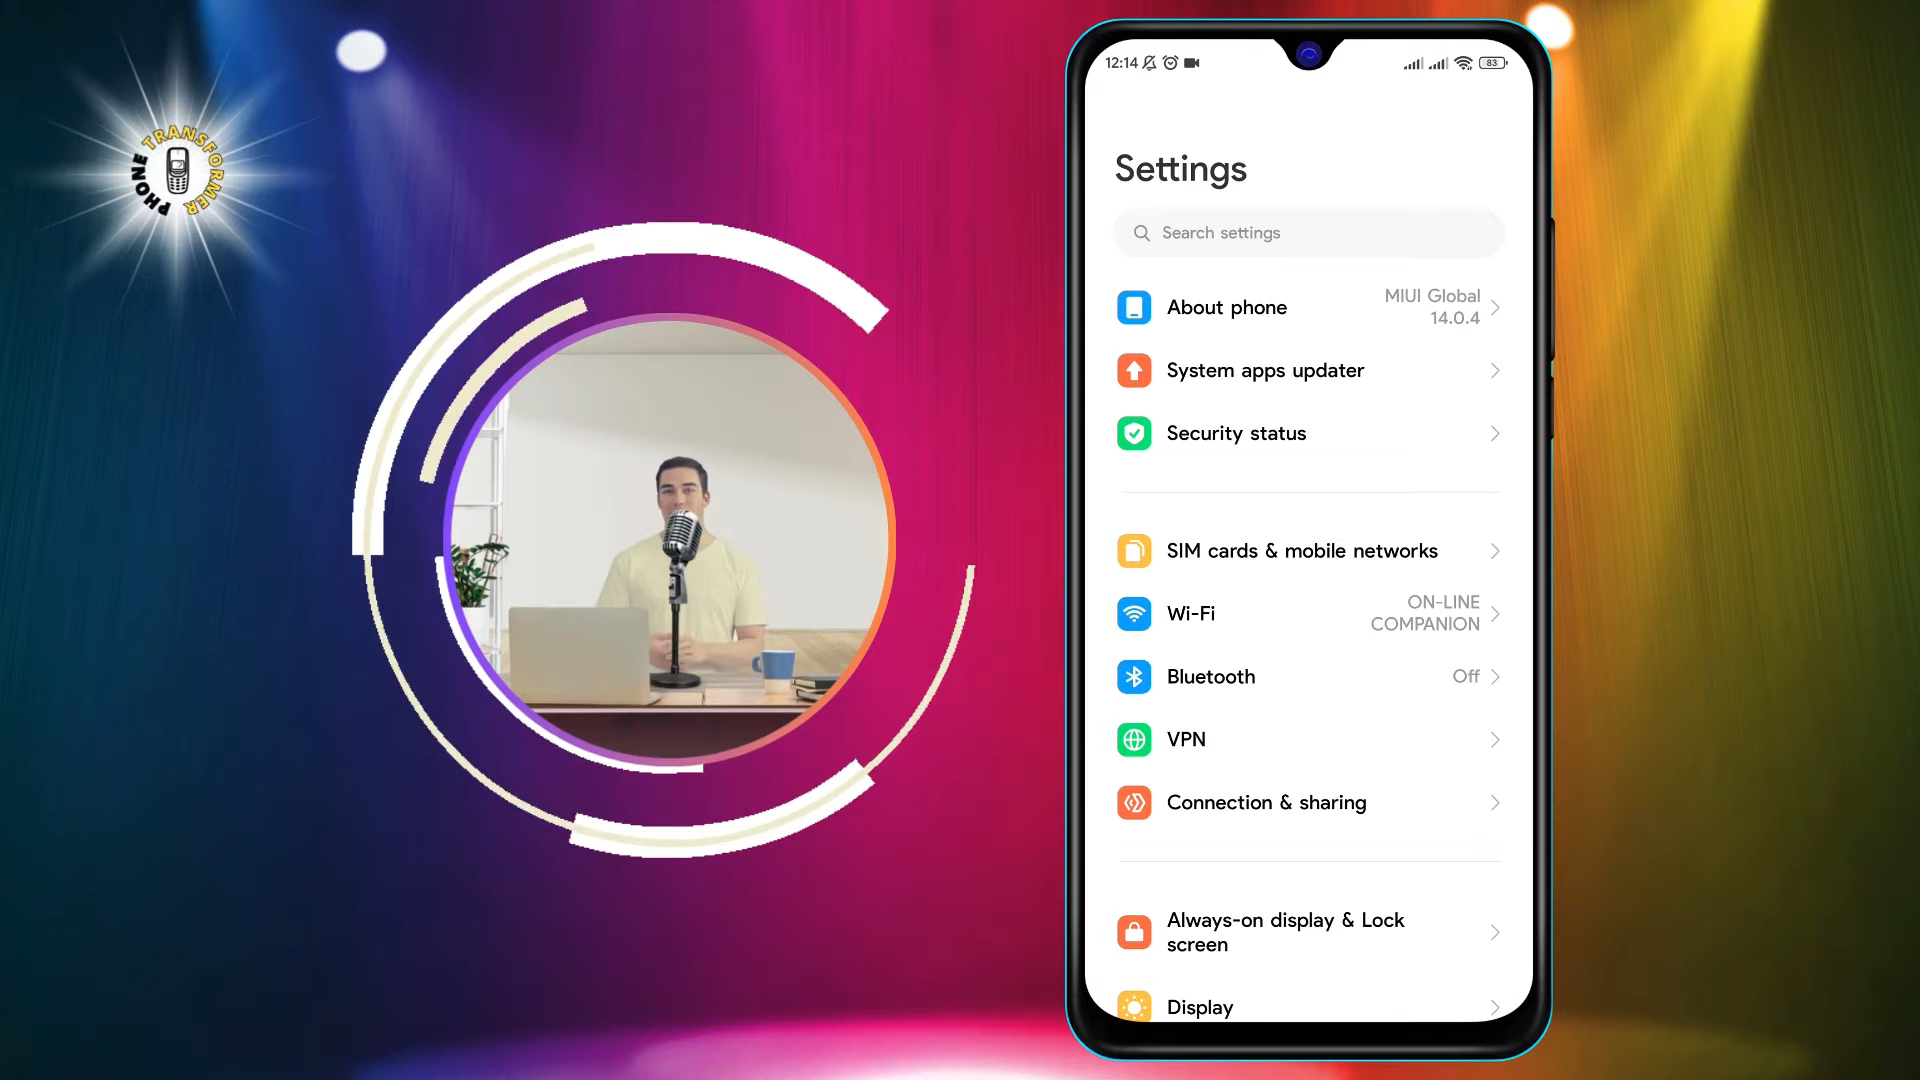 PHONE TRANSFORMER
12:14
83
Settings
Search settings
About phone
MIUI Global
14.0.4
System apps updater
Security status
SIM cards & mobile networks
Wi-Fi
ON-LINE
COMPANION
Bluetooth
Off
VPN
Connection & sharing
Always-on display & Lock
screen
Display